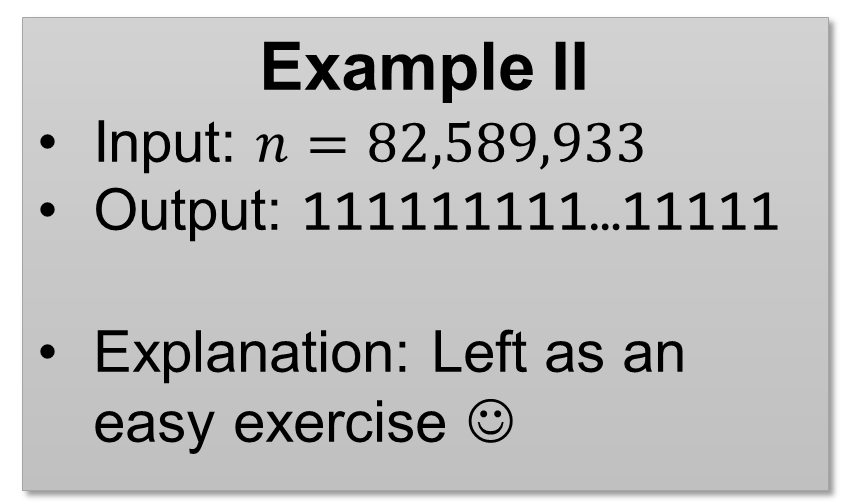 Example II
• Input: n = 82,589,933
• Output: 111111111…11111
• Explanation: Left as an
easy exercise ☺